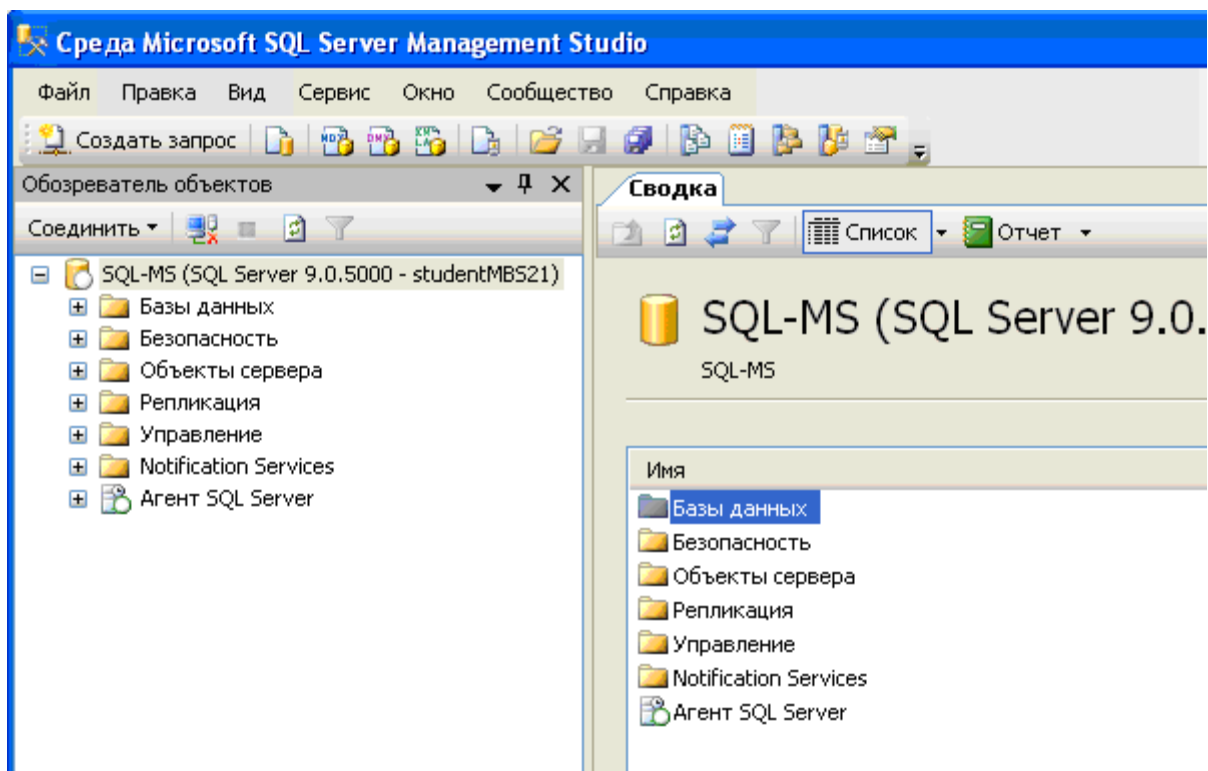 Среда Microsoft SQL Server Management Studio
Файл Правка Вид Сервис Окно Сообщество Справка
Создать запрос
Обозреватель объектов
Соединить
SQL-MS (SQL Server 9.0.5000 - studentMBS21)
Базы данных
Безопасность
Объекты сервера
Репликация
Управление
Notification Services
Агент SQL Server
Сводка
Список Отчет
SQL-MS (SQL Server 9.0.
SQL-MS
Имя
Базы данных
Безопасность
Объекты сервера
Репликация
Управление
Notification Services
Агент SQL Server